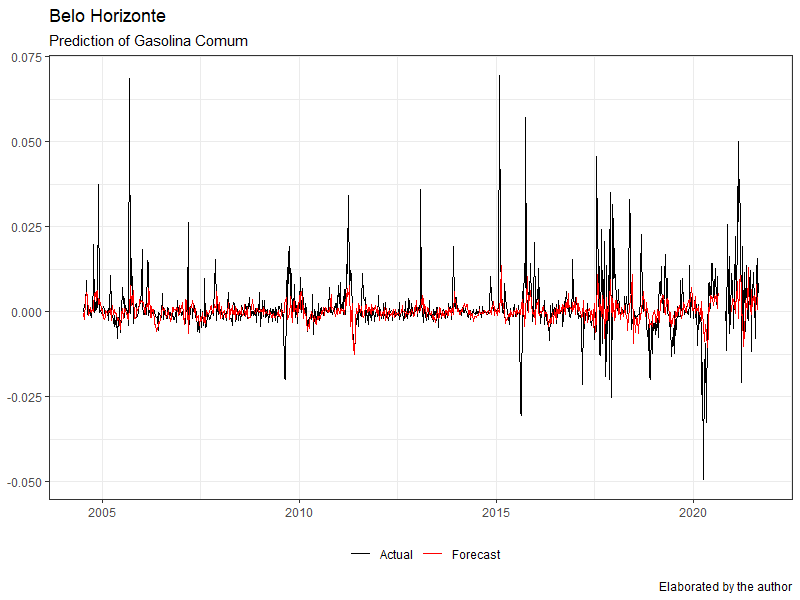 Belo Horizonte
Prediction of Gasolina Comum
0.075
0.050
0.025
0.000
-0.025
-0.050
2005 2010 2015 2020
Actual Forecast
Elaborated by the author